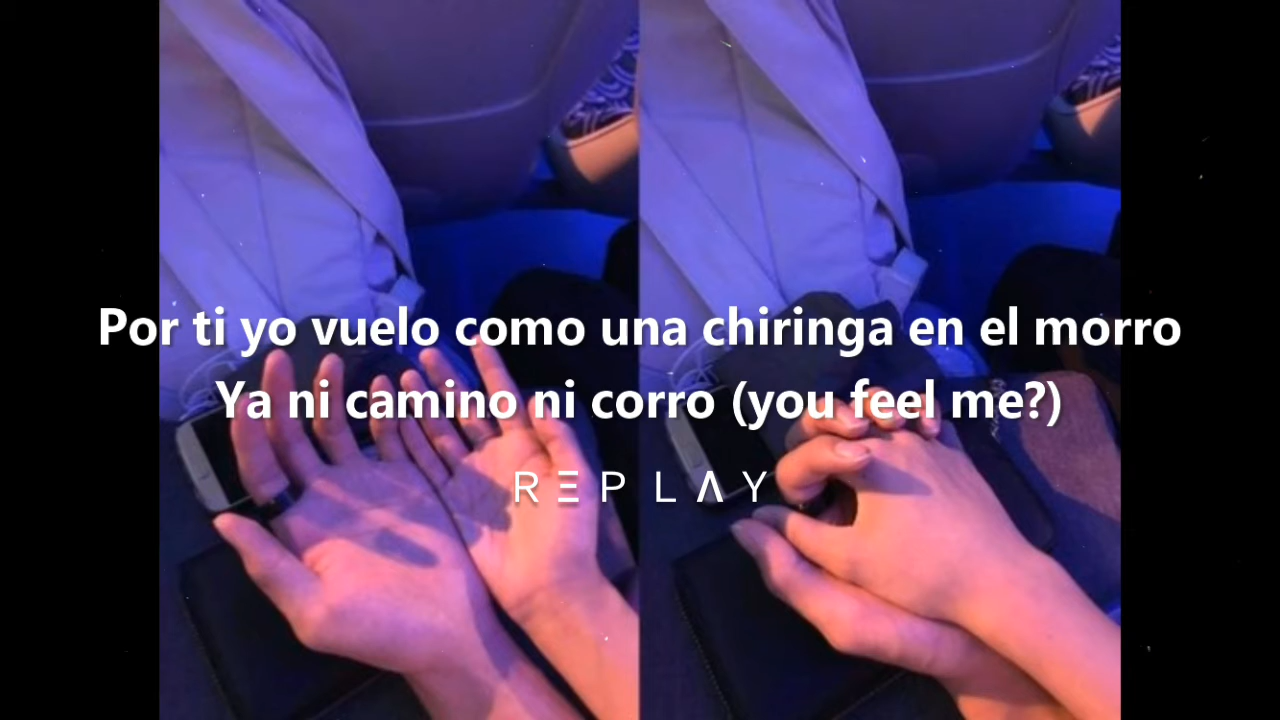 Por ti yo vuelo como una chiringa en el morro
Ya ni camino ni corro (you feel me?)
REPLAY